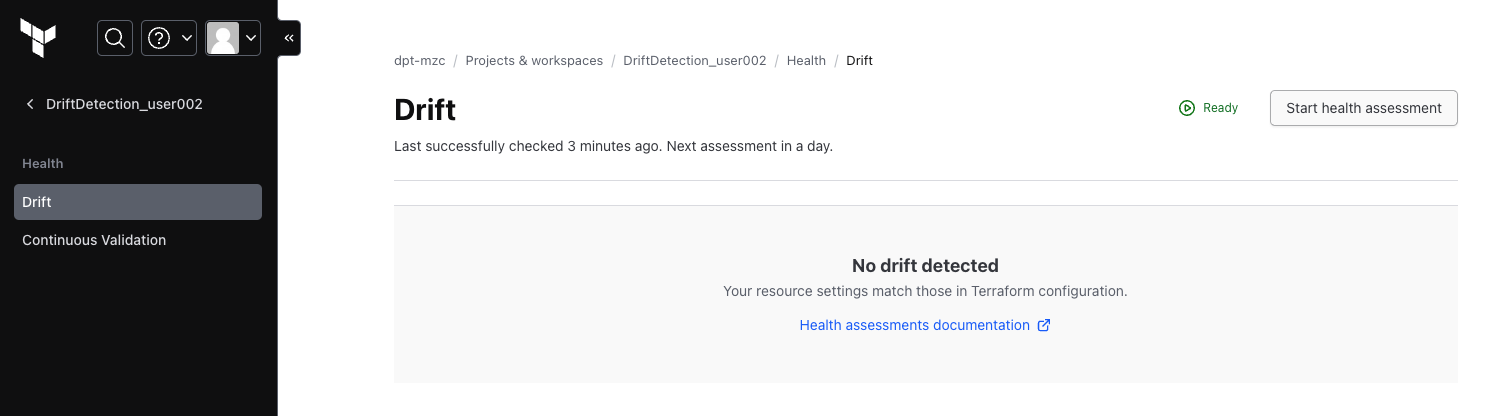 DriftDetection_user002
Health
Drift
Continuous Validation
dpt-mzc / Projects & workspaces / DriftDetection_user002 / Health / Drift
Drift
Ready
Start health assessment
Last successfully checked 3 minutes ago. Next assessment in a day.
No drift detected
Your resource settings match those in Terraform configuration.
Health assessments documentation